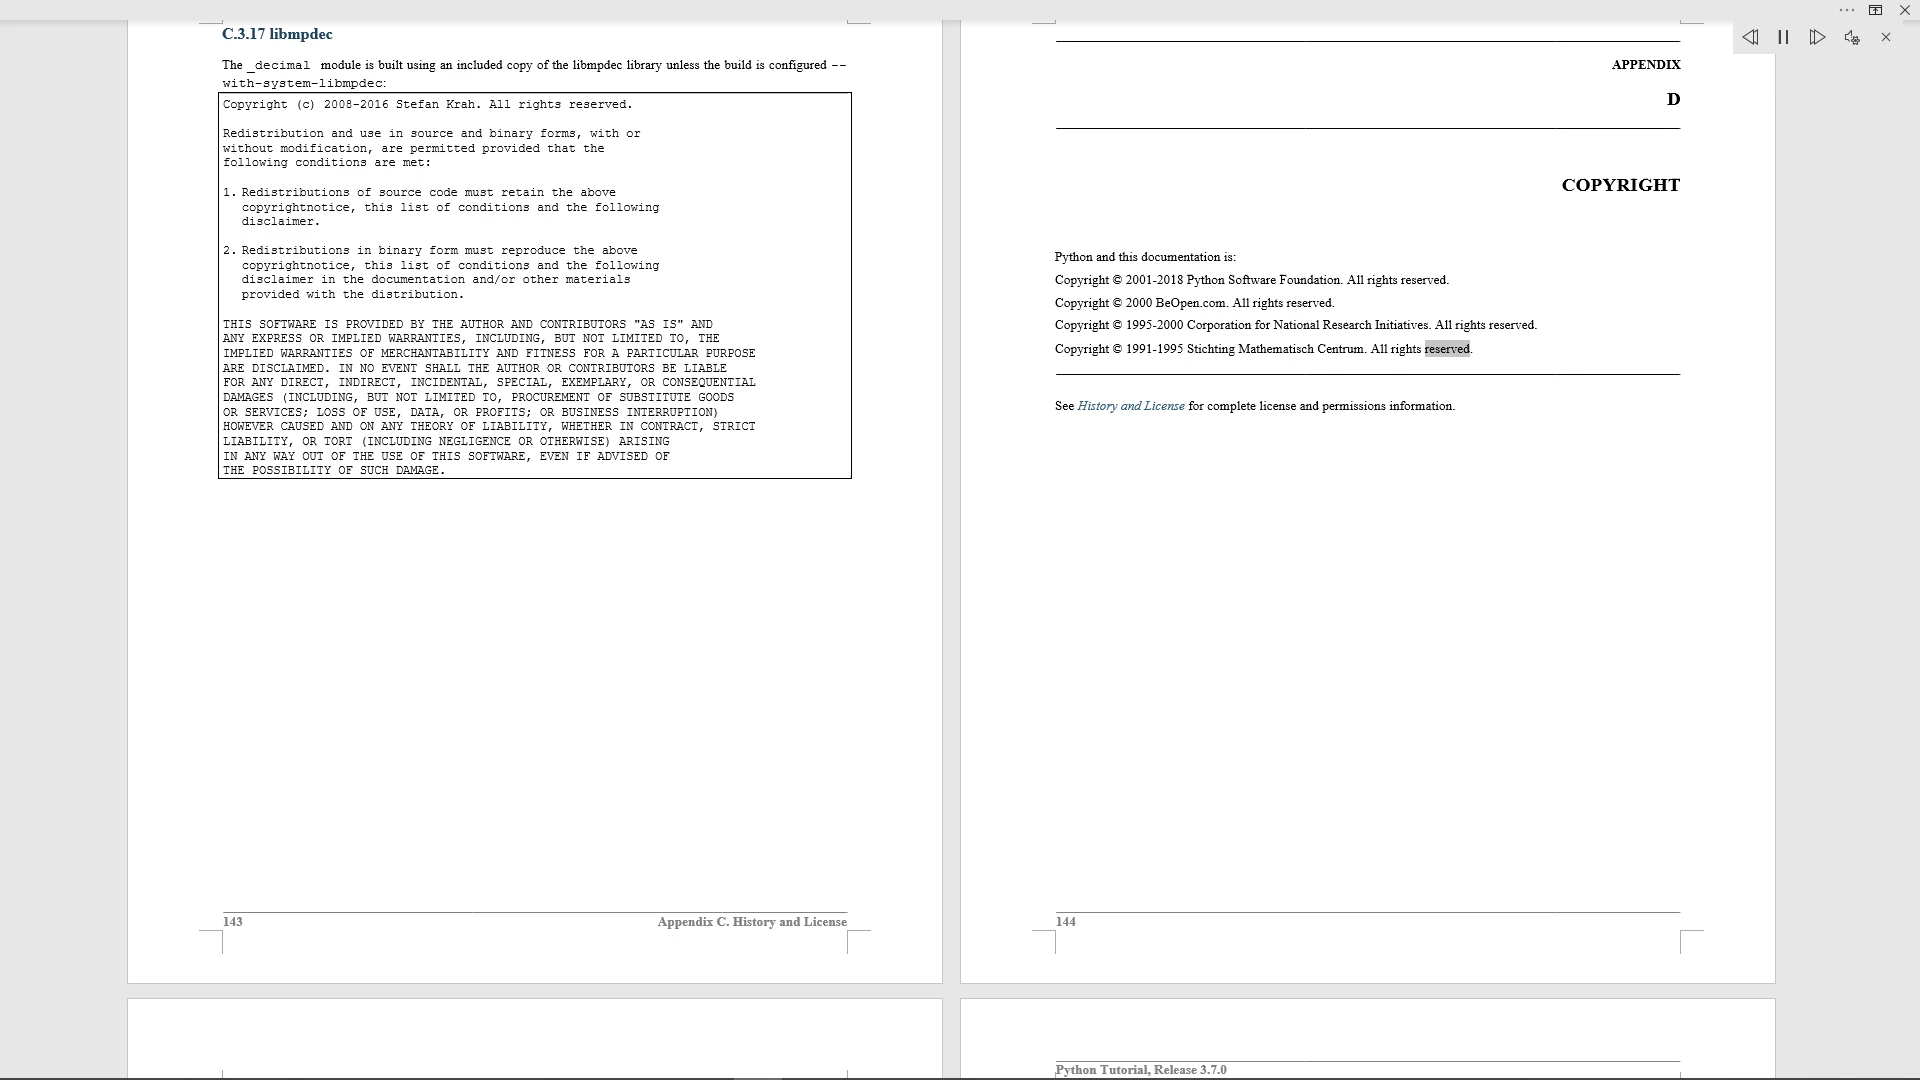 C.3.17 libmpdec
The _decimal module is built using an included copy of the libmpdec library unless the build is configured --
with-system-libmpdec:
Copyright (c) 2008-2016 Stefan Krah. All rights reserved.
Redistribution and use in source and binary forms, with or
without modification, are permitted provided that the
following conditions are met:
1. Redistributions of source code must retain the above
copyrightnotice, this list of conditions and the following
disclaimer.
2. Redistributions in binary form must reproduce the above
copyrightnotice, this list of conditions and the following
disclaimer in the documentation and/or other materials
provided with the distribution.
THIS SOFTWARE IS PROVIDED BY THE AUTHOR AND CONTRIBUTORS "AS IS" AND
ANY EXPRESS OR IMPLIED WARRANTIES, INCLUDING, BUT NOT LIMITED TO, THE
IMPLIED WARRANTIES OF MERCHANTABILITY AND FITNESS FOR A PARTICULAR PURPOSE
ARE DISCLAIMED. IN NO EVENT SHALL THE AUTHOR OR CONTRIBUTORS BE LIABLE
FOR ANY DIRECT, INDIRECT, INCIDENTAL, SPECIAL, EXEMPLARY, OR CONSEQUENTIAL
DAMAGES (INCLUDING, BUT NOT LIMITED TO, PROCUREMENT OF SUBSTITUTE GOODS
OR SERVICES; LOSS OF USE, DATA, OR PROFITS; OR BUSINESS INTERRUPTION)
HOWEVER CAUSED AND ON ANY THEORY OF LIABILITY, WHETHER IN CONTRACT, STRICT
LIABILITY, OR TORT (INCLUDING NEGLIGENCE OR OTHERWISE) ARISING
IN ANY WAY OUT OF THE USE OF THIS SOFTWARE, EVEN IF ADVISED OF
THE POSSIBILITY OF SUCH DAMAGE.
143 Appendix C. History and License
APPENDIX
D
COPYRIGHT
Python and this documentation is:
Copyright © 2001-2018 Python Software Foundation. All rights reserved.
Copyright © 2000 BeOpen.com. All rights reserved.
Copyright © 1995-2000 Corporation for National Research Initiatives. All rights reserved.
Copyright © 1991-1995 Stichting Mathematisch Centrum. All rights reserved.
See History and License for complete license and permissions information.
144
Python Tutorial, Release 3.7.0